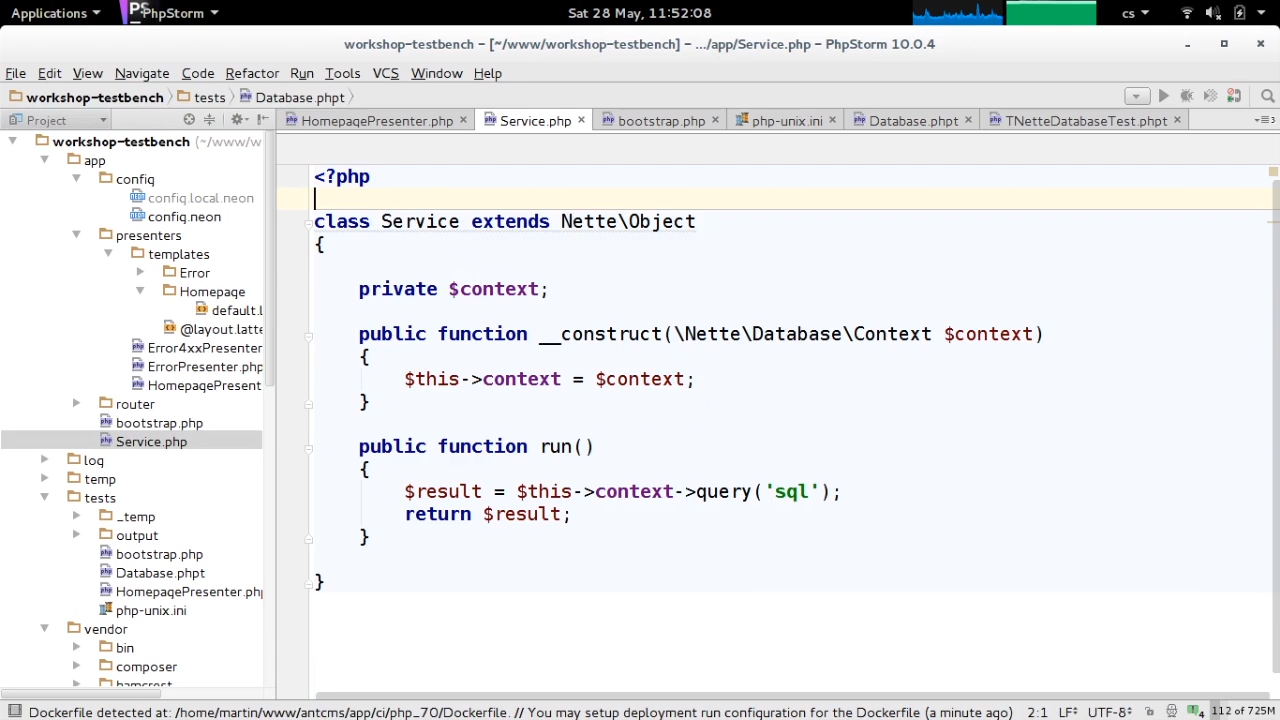 Applications PhpStorm Sat 28 May, 11:52:08 cs
workshop-testbench – [~/www/workshop-testbench] – .../app/Service.php – PhpStorm 10.0.4
File Edit View Navigate Code Refactor Run Tools VCS Window Help
workshop-testbench tests Database.phpt
Project HomepagePresenter.php Service.php bootstrap.php php-unix.ini Database.phpt TNetteDatabaseTest.phpt
workshop-testbench (~/www/w
app
config
config.local.neon
config.neon
presenters
templates
Error
Homepage
default.l
@layout.latte
Error4xxPresenter
ErrorPresenter.php
HomepagePresent
router
bootstrap.php
Service.php
log
temp
tests
_temp
output
bootstrap.php
Database.phpt
HomepagePresenter.php
php-unix.ini
vendor
bin
composer
hamcrest
<?php
class Service extends Nette\Object
{
private $context;
public function __construct(\Nette\Database\Context $context)
{
$this->context = $context;
}
public function run()
{
$result = $this->context->query('sql');
return $result;
}
}
Dockerfile detected at: /home/martin/www/antcms/app/ci/php_70/Dockerfile. // You may setup deployment run configuration for the Dockerfile (a minute ago) 2:1 LF÷ UTF-8÷ 112 of 725M